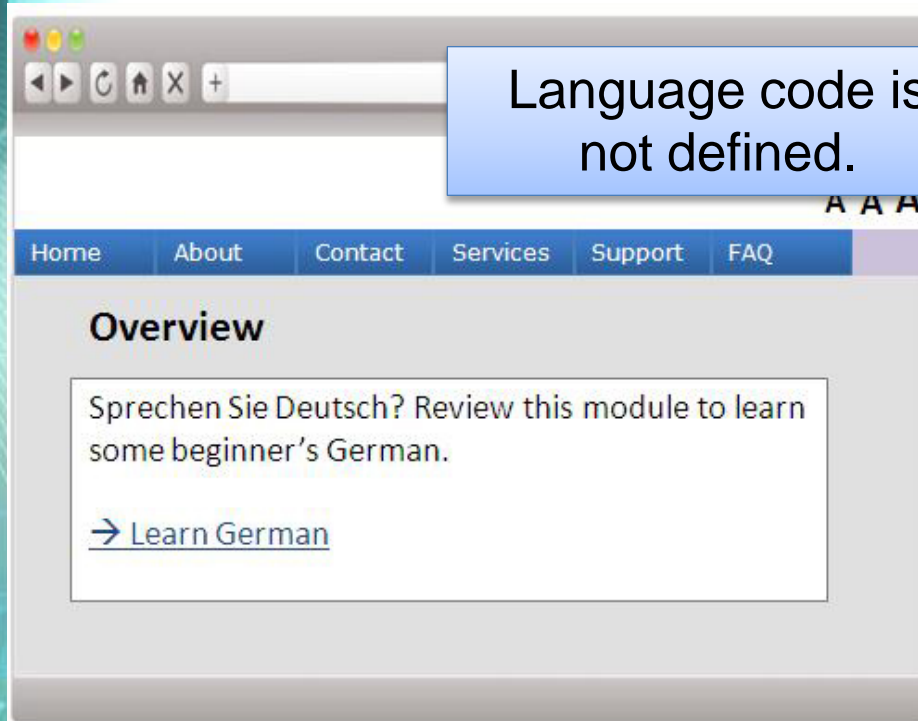 Language code is
not defined.
A A A
Home About Contact Services Support FAQ
Overview
Sprechen Sie Deutsch? Review this module to learn
some beginner's German.
→ Learn German